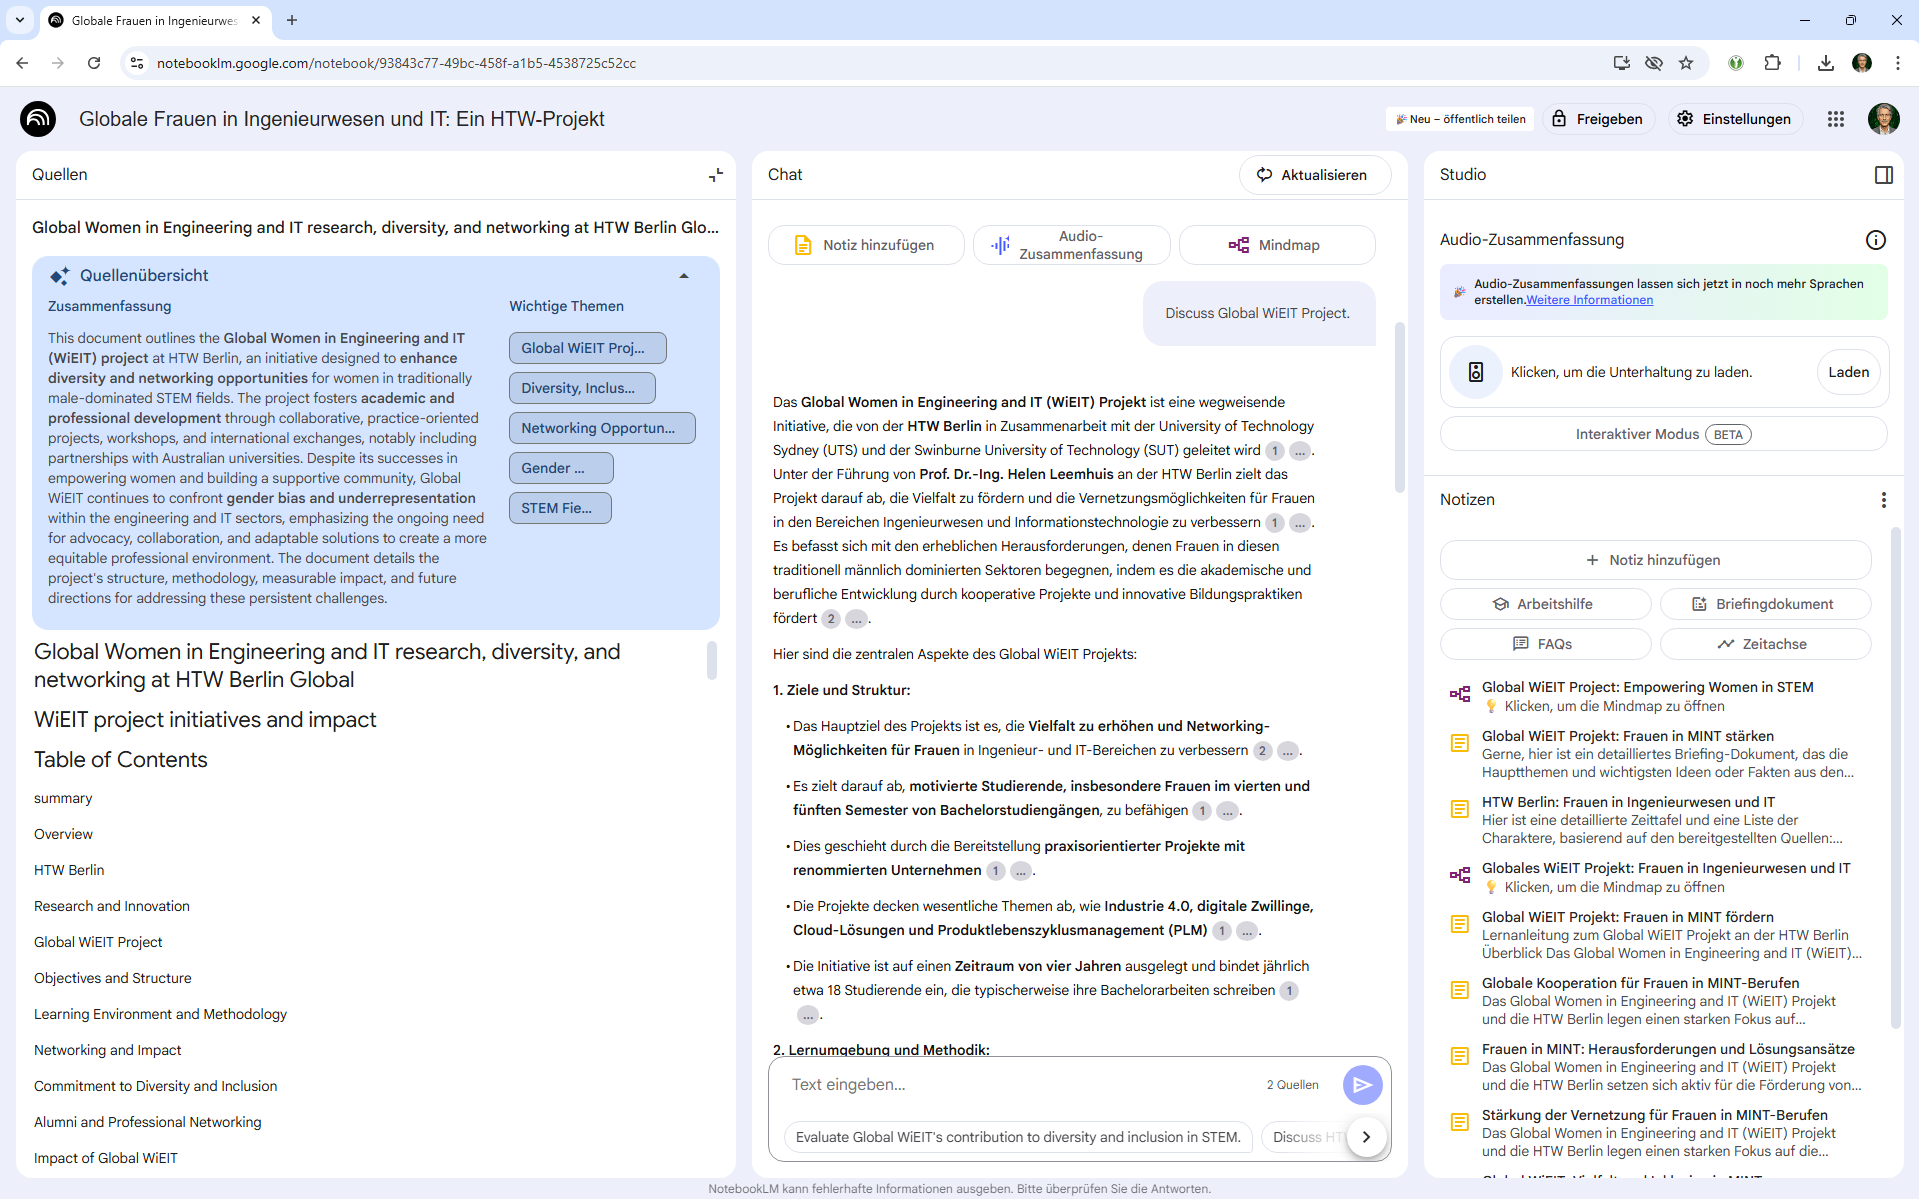 Globale Frauen in Ingenieurwes
notebooklm.google.com/notebook/93843c77-49bc-458f-a1b5-4538725c52cc
Globale Frauen in Ingenieurwesen und IT: Ein HTW-Projekt
Neu – öffentlich teilen
Freigeben
Einstellungen
Quellen
Global Women in Engineering and IT research, diversity, and networking at HTW Berlin Glo...
Quellenübersicht
Zusammenfassung
This document outlines the Global Women in Engineering and IT
(WiEIT) project at HTW Berlin, an initiative designed to enhance
diversity and networking opportunities for women in traditionally
male-dominated STEM fields. The project fosters academic and
professional development through collaborative, practice-oriented
projects, workshops, and international exchanges, notably including
partnerships with Australian universities. Despite its successes in
empowering women and building a supportive community, Global
WiEIT continues to confront gender bias and underrepresentation
within the engineering and IT sectors, emphasizing the ongoing need
for advocacy, collaboration, and adaptable solutions to create a more
equitable professional environment. The document details the
project's structure, methodology, measurable impact, and future
directions for addressing these persistent challenges.
Wichtige Themen
Global WiEIT Proj...
Diversity, Inclus...
Networking Opportun...
Gender ...
STEM Fie...
Global Women in Engineering and IT research, diversity, and
networking at HTW Berlin Global
WiEIT project initiatives and impact
Table of Contents
summary
Overview
HTW Berlin
Research and Innovation
Global WiEIT Project
Objectives and Structure
Learning Environment and Methodology
Networking and Impact
Commitment to Diversity and Inclusion
Alumni and Professional Networking
Impact of Global WiEIT
Chat
Aktualisieren
Notiz hinzufügen
Audio-
Zusammenfassung
Mindmap
Discuss Global WiEIT Project.
Das Global Women in Engineering and IT (WiEIT) Projekt ist eine wegweisende
Initiative, die von der HTW Berlin in Zusammenarbeit mit der University of Technology
Sydney (UTS) und der Swinburne University of Technology (SUT) geleitet wird 1 ... .
Unter der Führung von Prof. Dr.-Ing. Helen Leemhuis an der HTW Berlin zielt das
Projekt darauf ab, die Vielfalt zu fördern und die Vernetzungsmöglichkeiten für Frauen
in den Bereichen Ingenieurwesen und Informationstechnologie zu verbessern 1 ... .
Es befasst sich mit den erheblichen Herausforderungen, denen Frauen in diesen
traditionell männlich dominierten Sektoren begegnen, indem es die akademische und
berufliche Entwicklung durch kooperative Projekte und innovative Bildungspraktiken
fördert 2 ... .
Hier sind die zentralen Aspekte des Global WiEIT Projekts:
1. Ziele und Struktur:
• Das Hauptziel des Projekts ist es, die Vielfalt zu erhöhen und Networking-
Möglichkeiten für Frauen in Ingenieur- und IT-Bereichen zu verbessern 2 ... .
• Es zielt darauf ab, motivierte Studierende, insbesondere Frauen im vierten und
fünften Semester von Bachelorstudiengängen, zu befähigen 1 ... .
• Dies geschieht durch die Bereitstellung praxisorientierter Projekte mit
renommierten Unternehmen 1 ... .
• Die Projekte decken wesentliche Themen ab, wie Industrie 4.0, digitale Zwillinge,
Cloud-Lösungen und Produktlebenszyklusmanagement (PLM) 1 ... .
• Die Initiative ist auf einen Zeitraum von vier Jahren ausgelegt und bindet jährlich
etwa 18 Studierende ein, die typischerweise ihre Bachelorarbeiten schreiben 1
... .
2. Lernumgebung und Methodik:
Text eingeben...
2 Quellen
Evaluate Global WiEIT's contribution to diversity and inclusion in STEM.
Discuss HT
Studio
Audio-Zusammenfassung
Audio-Zusammenfassungen lassen sich jetzt in noch mehr Sprachen
erstellen.Weitere Informationen
Klicken, um die Unterhaltung zu laden.
Laden
Interaktiver Modus BETA
Notizen
Notiz hinzufügen
Arbeitshilfe
Briefingdokument
FAQs
Zeitachse
Global WiEIT Project: Empowering Women in STEM
Klicken, um die Mindmap zu öffnen
Global WiEIT Projekt: Frauen in MINT stärken
Gerne, hier ist ein detailliertes Briefing-Dokument, das die
Hauptthemen und wichtigsten Ideen oder Fakten aus den...
HTW Berlin: Frauen in Ingenieurwesen und IT
Hier ist eine detaillierte Zeittafel und eine Liste der
Charaktere, basierend auf den bereitgestellten Quellen:...
Globales WiEIT Projekt: Frauen in Ingenieurwesen und IT
Klicken, um die Mindmap zu öffnen
Global WiEIT Projekt: Frauen in MINT fördern
Lernanleitung zum Global WiEIT Projekt an der HTW Berlin
Überblick Das Global Women in Engineering and IT (WiEIT)...
Globale Kooperation für Frauen in MINT-Berufen
Das Global Women in Engineering and IT (WiEIT) Projekt
und die HTW Berlin legen einen starken Fokus auf...
Frauen in MINT: Herausforderungen und Lösungsansätze
Das Global Women in Engineering and IT (WiEIT) Projekt
und die HTW Berlin setzen sich aktiv für die Förderung von...
Stärkung der Vernetzung für Frauen in MINT-Berufen
Das Global Women in Engineering and IT (WiEIT) Projekt
und die HTW Berlin legen einen starken Fokus auf die...
NotebookLM kann fehlerhafte Informationen ausgeben. Bitte überprüfen Sie die Antworten.